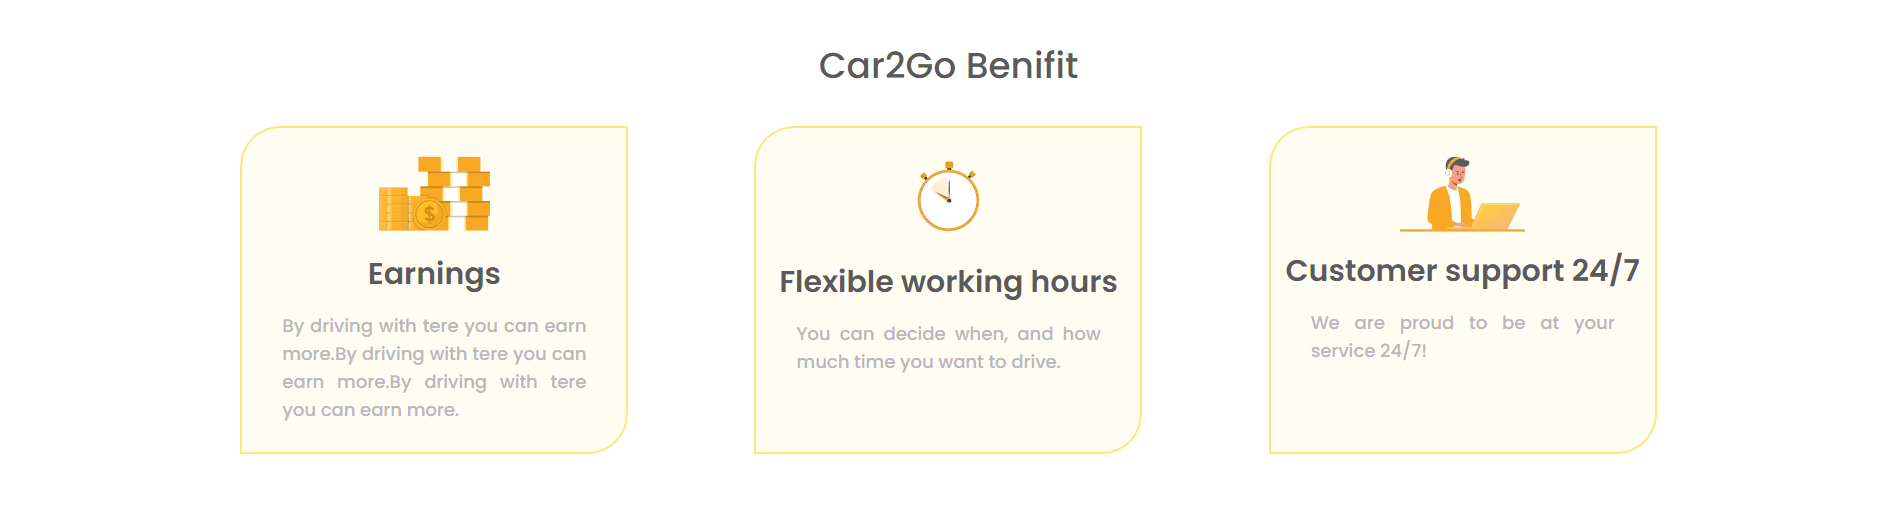 Car2Go Benifit
Earnings
By driving with tere you can earn
more.By driving with tere you can
earn more.By driving with tere
you can earn more.
Flexible working hours
You can decide when, and how
much time you want to drive.
Customer support 24/7
We are proud to be at your
service 24/7!